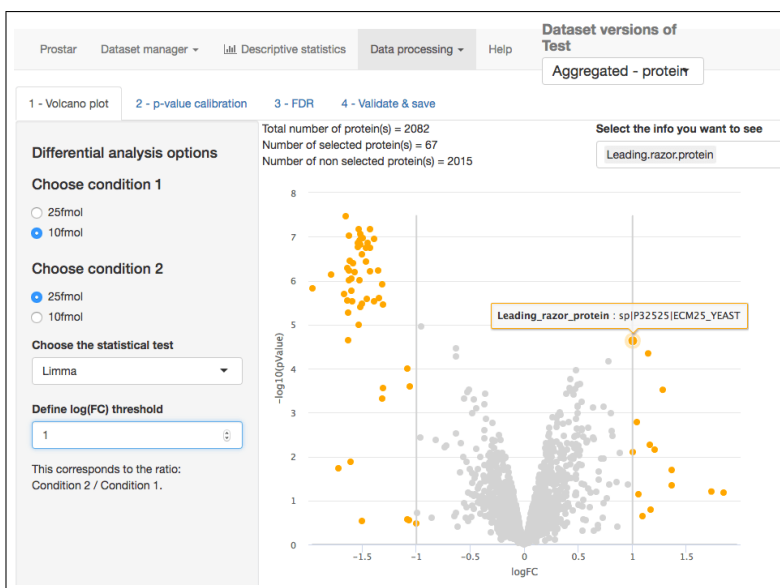 Prostar
Dataset manager
Descriptive statistics
Data processing
Help
Dataset versions of
Test
Aggregated - protein
1 - Volcano plot
2 - p-value calibration
3 - FDR
4 - Validate & save
Differential analysis options
Choose condition 1
25fmol
10fmol
Choose condition 2
25fmol
10fmol
Choose the statistical test
Limma
Define log(FC) threshold
1
This corresponds to the ratio:
Condition 2 / Condition 1.
Total number of protein(s) = 2082
Number of selected protein(s) = 67
Number of non selected protein(s) = 2015
Select the info you want to see
Leading.razor.protein
Leading_razor_protein : sp|P32525|ECM25_YEAST
-log10(pValue)
8
7
6
5
4
3
2
1
0
-1.5
-1
-0.5
0
0.5
1
1.5
logFC